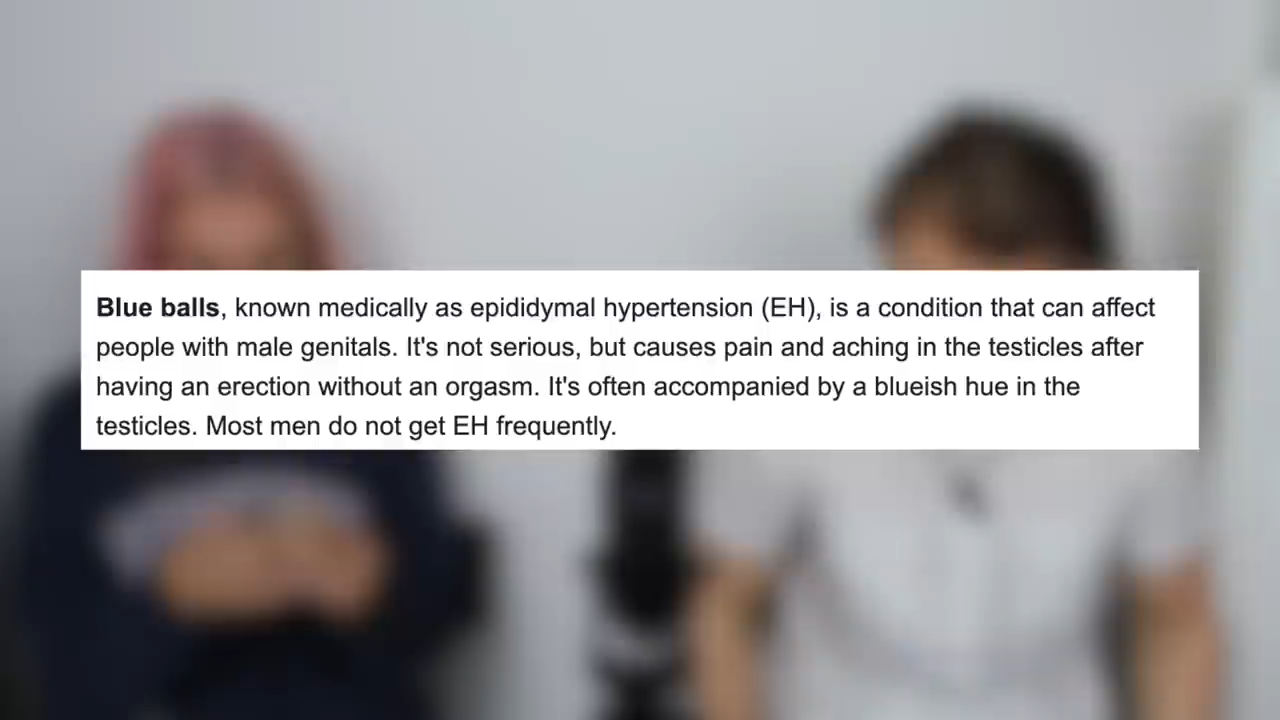 Blue balls, known medically as epididymal hypertension (EH), is a condition that can affect
people with male genitals. It's not serious, but causes pain and aching in the testicles after
having an erection without an orgasm. It's often accompanied by a blueish hue in the
testicles. Most men do not get EH frequently.